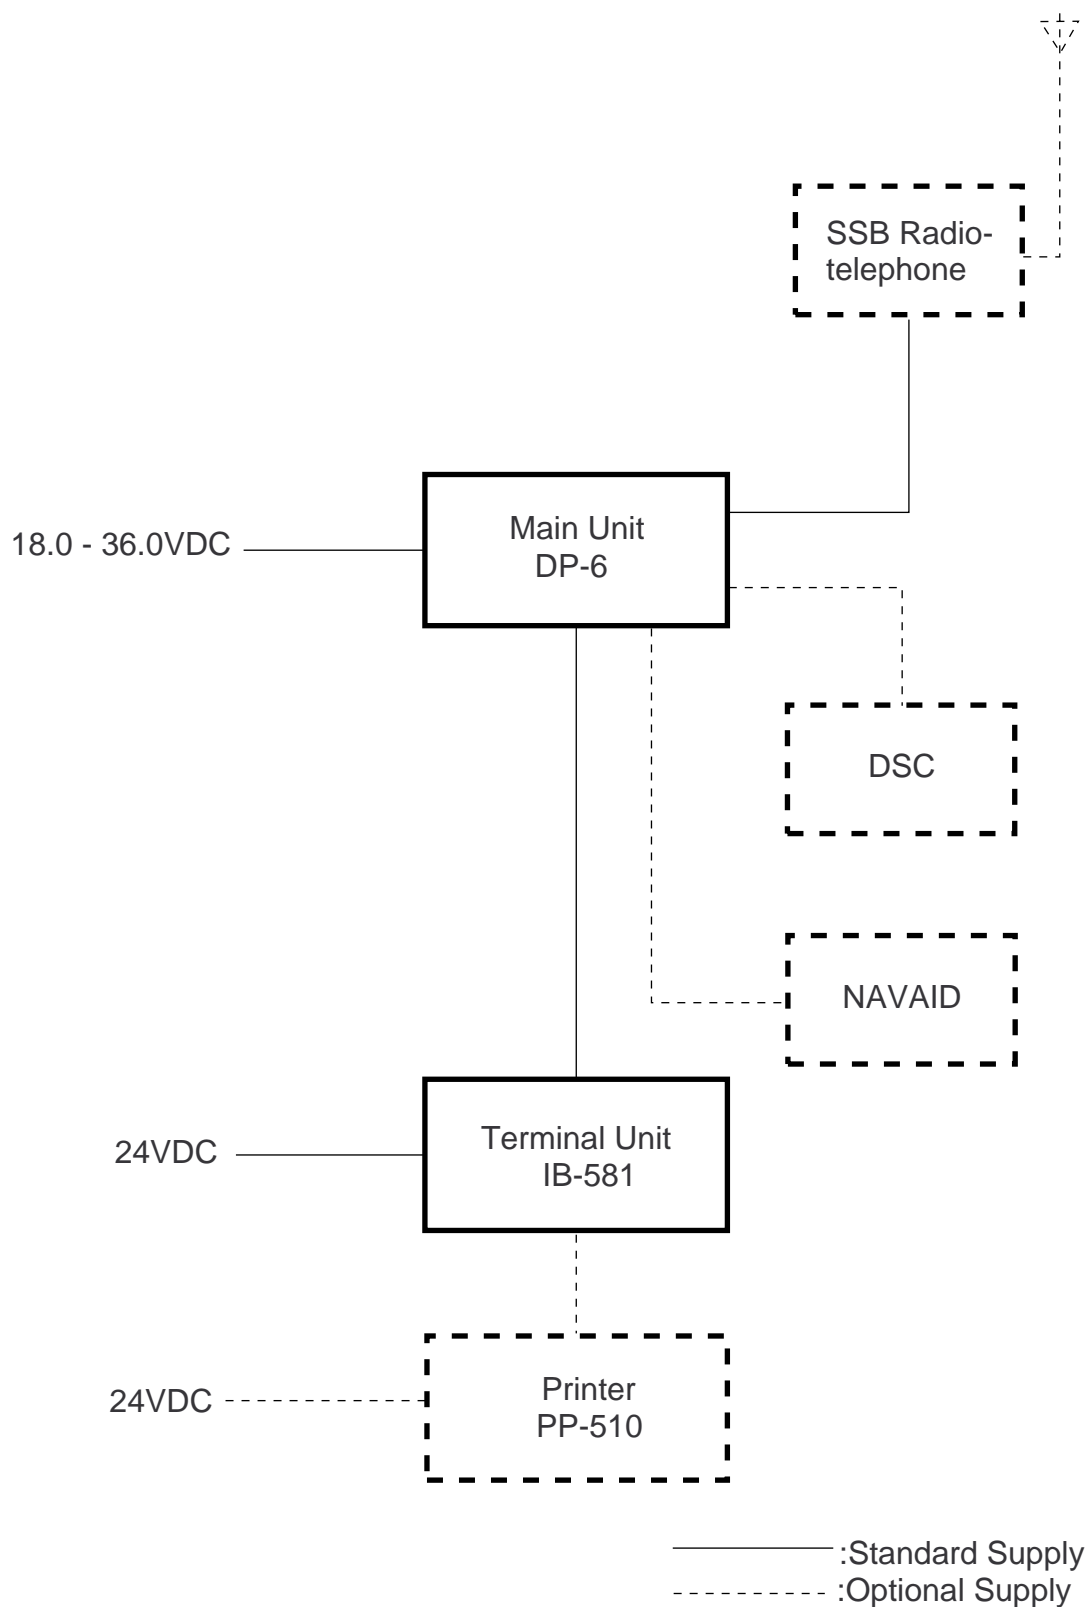 SSB Radio-
telephone
Main Unit
DP-6
18.0 - 36.0VDC
DSC
NAVAID
Terminal Unit
IB-581
24VDC
Printer
PP-510
24VDC
:Standard Supply
:Optional Supply